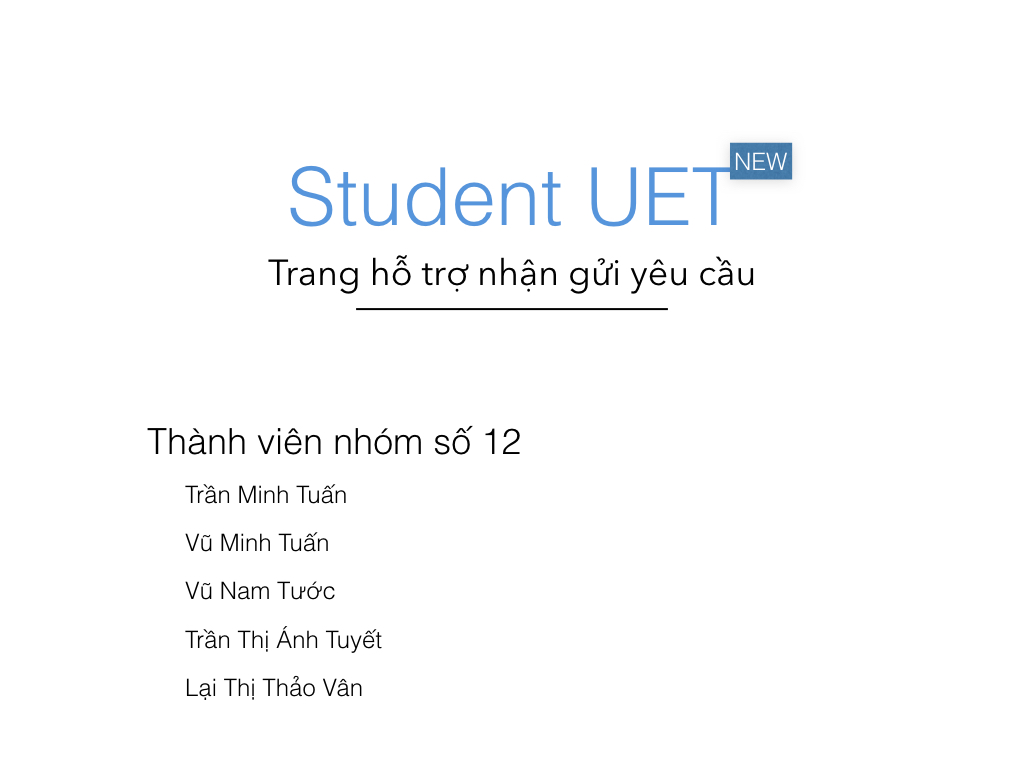 Student UET
NEW
Trang hỗ trợ nhận gửi yêu cầu
Thành viên nhóm số 12
Trần Minh Tuấn
Vũ Minh Tuấn
Vũ Nam Tước
Trần Thị Ánh Tuyết
Lại Thị Thảo Vân